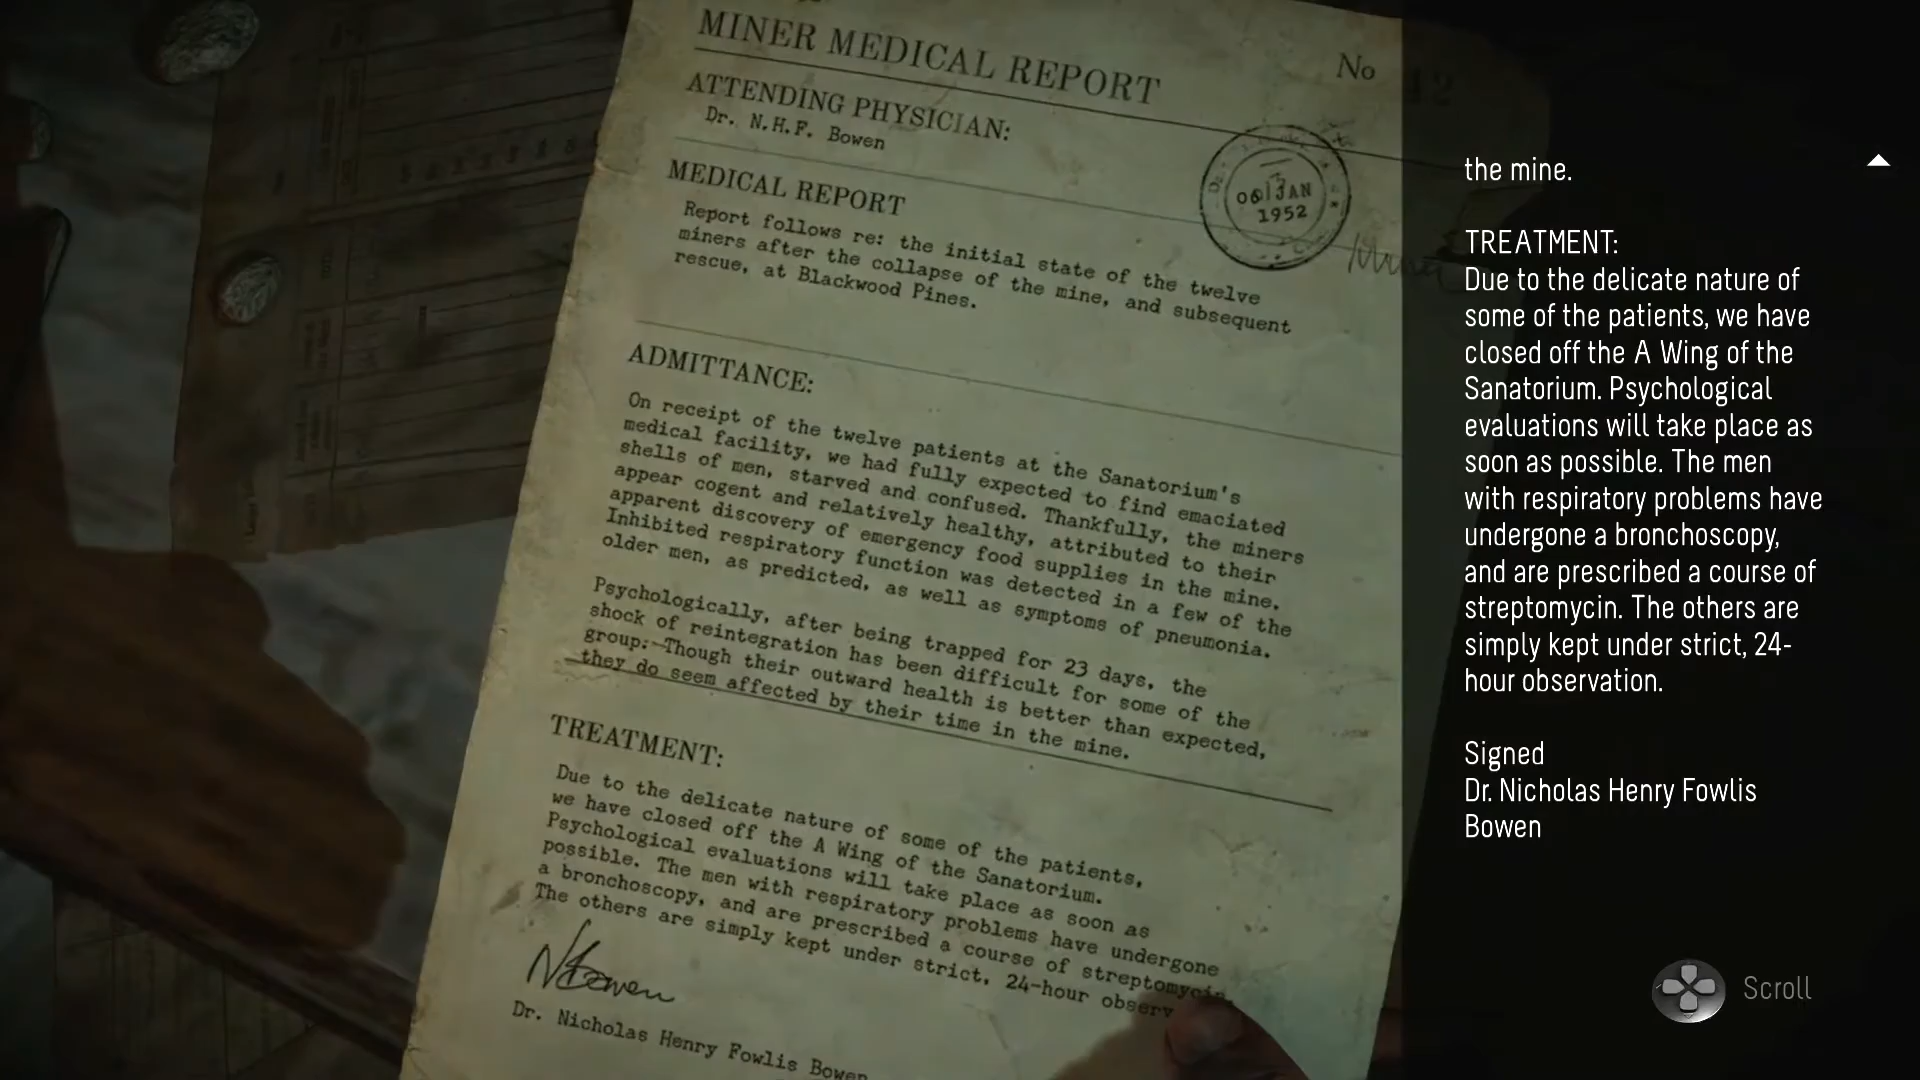 MINER MEDICAL REPORT
No
ATTENDING PHYSICIAN:
Dr. N.H.F. Bowen
JAN
1952
MEDICAL REPORT
Report follows re: the initial state of the twelve
miners after the collapse of the mine, and subsequent
rescue, at Blackwood Pines.
ADMITTANCE:
On receipt of the twelve patients at the Sanatorium's
medical facility, we had fully expected to find emaciated
shells of men, starved and confused. Thankfully, the miners
appear cogent and relatively healthy, attributed to their
apparent discovery of emergency food supplies in the mine.
Inhibited respiratory function was detected in a few of the
older men, as predicted, as well as symptoms of pneumonia.
Psychologically, after being trapped for 23 days, the
shock of reintegration has been difficult for some of the
group. Though their outward health is better than expected,
they do seem affected by their time in the mine.
TREATMENT:
Due to the delicate nature of some of the patients,
we have closed off the A Wing of the Sanatorium.
Psychological evaluations will take place as soon as
possible. The men with respiratory problems have undergone
a bronchoscopy, and are prescribed a course of streptomycin.
The others are simply kept under strict, 24-hour observ
NBowen
Dr. Nicholas Henry Fowlis Bowen
the mine.
TREATMENT:
Due to the delicate nature of
some of the patients, we have
closed off the A Wing of the
Sanatorium. Psychological
evaluations will take place as
soon as possible. The men
with respiratory problems have
undergone a bronchoscopy,
and are prescribed a course of
streptomycin. The others are
simply kept under strict, 24-
hour observation.
Signed
Dr. Nicholas Henry Fowlis
Bowen
Scroll